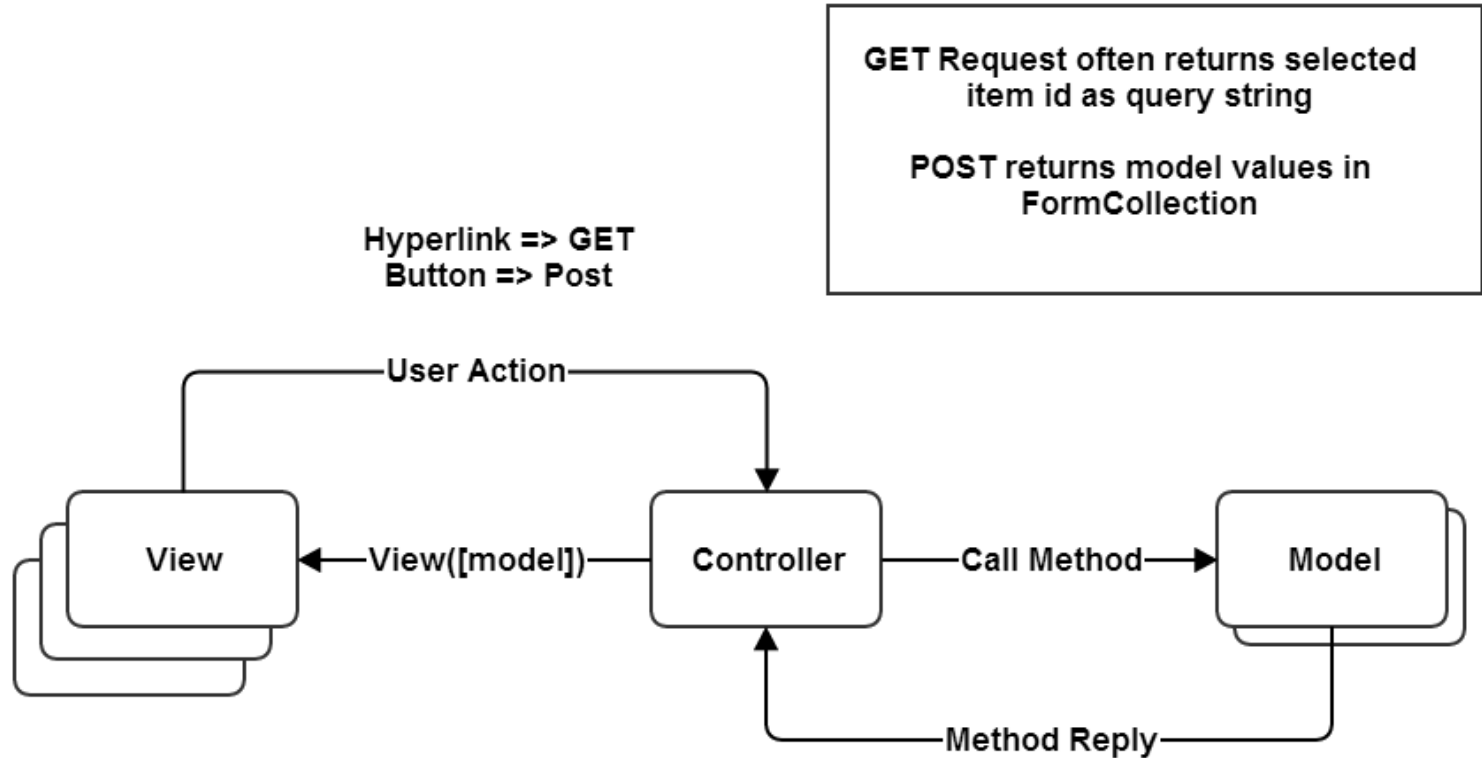 GET Request often returns selected
item id as query string
POST returns model values in
FormCollection
Hyperlink => GET
Button => Post
User Action
View
View([model])
Controller
Call Method
Model
Method Reply